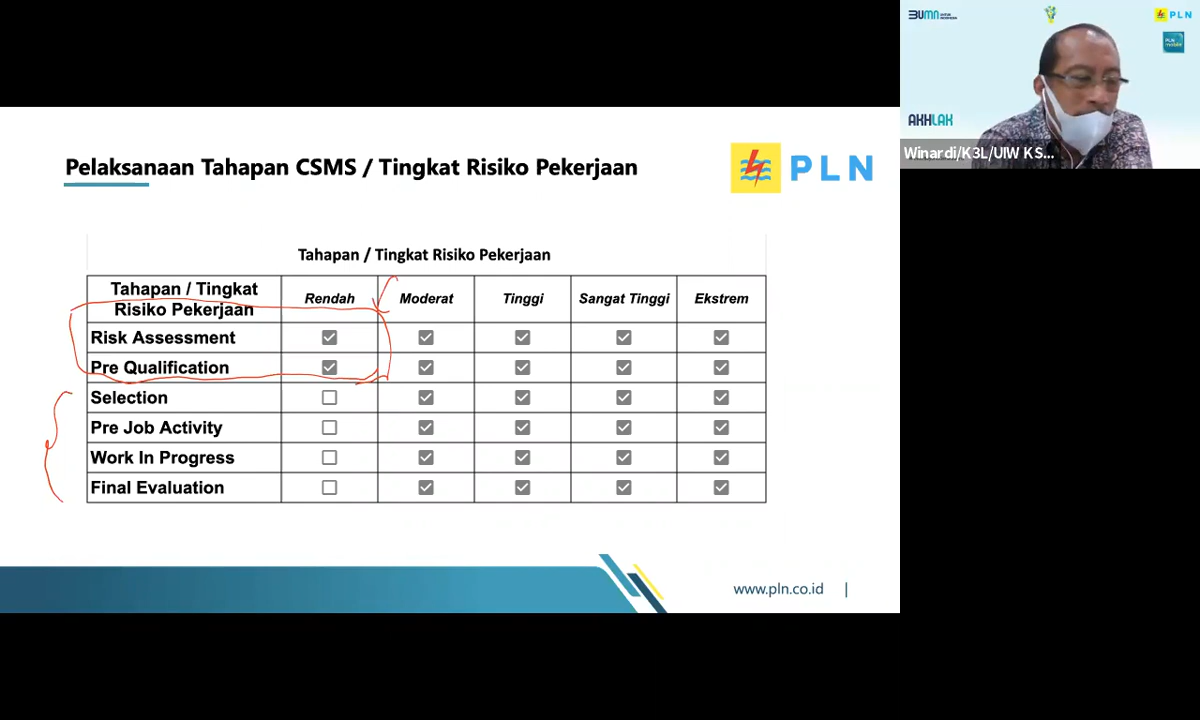 Pelaksanaan Tahapan CSMS / Tingkat Risiko Pekerjaan
PLN
Tahapan / Tingkat Risiko Pekerjaan
Tahapan / Tingkat
Risiko Pekerjaan
Rendah
Moderat
Tinggi
Sangat Tinggi
Ekstrem
Risk Assessment
Pre Qualification
Selection
Pre Job Activity
Work In Progress
Final Evaluation
www.pln.co.id |
BUMN
PLN
AKHLAK
Winardi/K3L/UIW K S...